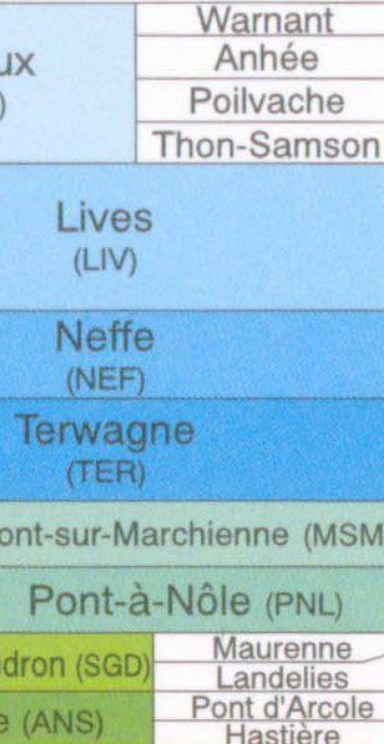 Warnant
Anhée
Poilvache
Thon-Samson
Lives
(LIV)
Neffe
(NEF)
Terwagne
(TER)
ont-sur-Marchienne (MSM
Pont-à-Nôle (PNL)
dron (SGD)
Maurenne
Landelies
(ANS)
Pont d'Arcole
Hastière